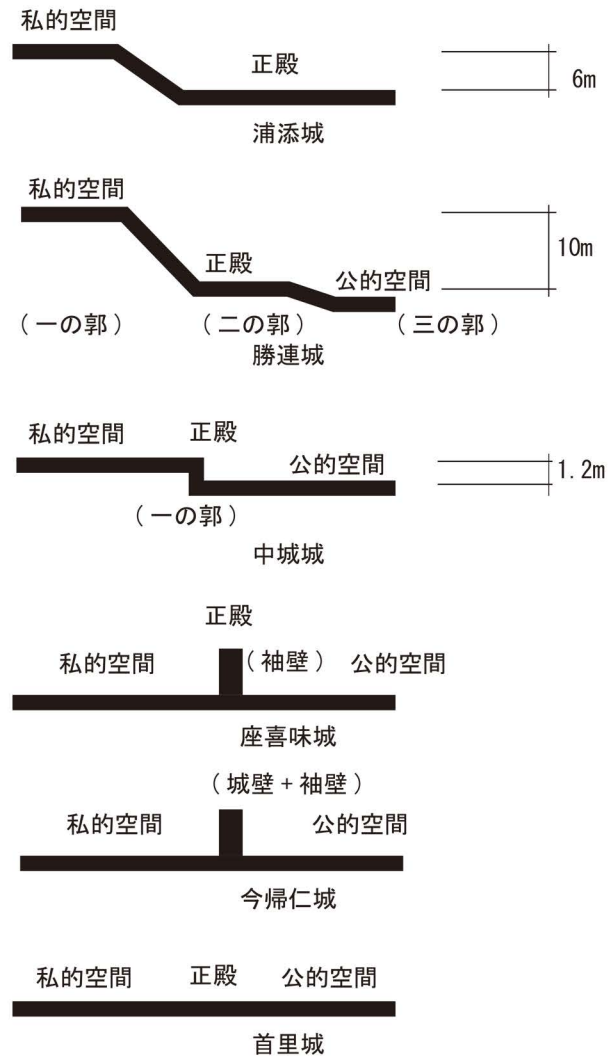 私的空間
正殿
6m
浦添城
私的空間
正殿
10m
公的空間
（一の郭）（二の郭）（三の郭）
勝連城
私的空間 正殿
公的空間
1.2m
（一の郭）
中城城
正殿
私的空間 （袖壁） 公的空間
座喜味城
（城壁+袖壁）
私的空間 公的空間
今帰仁城
私的空間 正殿 公的空間
首里城